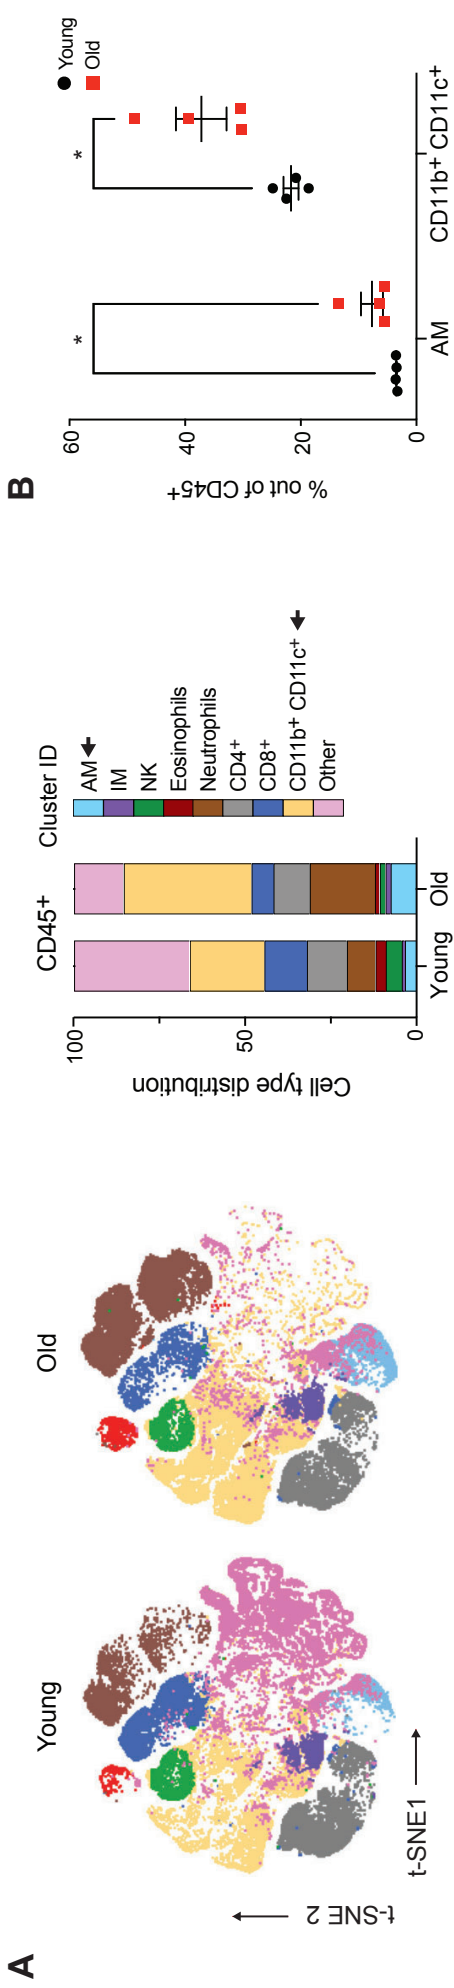 A
Young
Old
t-SNE 2
t-SNE1
CD45+
Cell type distribution
100
50
0
Young
Old
Cluster ID
AM
IM
NK
Eosinophils
Neutrophils
CD4+
CD8+
CD11b+ CD11c+
Other
B
% out of CD45+
60
40
20
0
*
*
AM
CD11b+ CD11c+
Young
Old